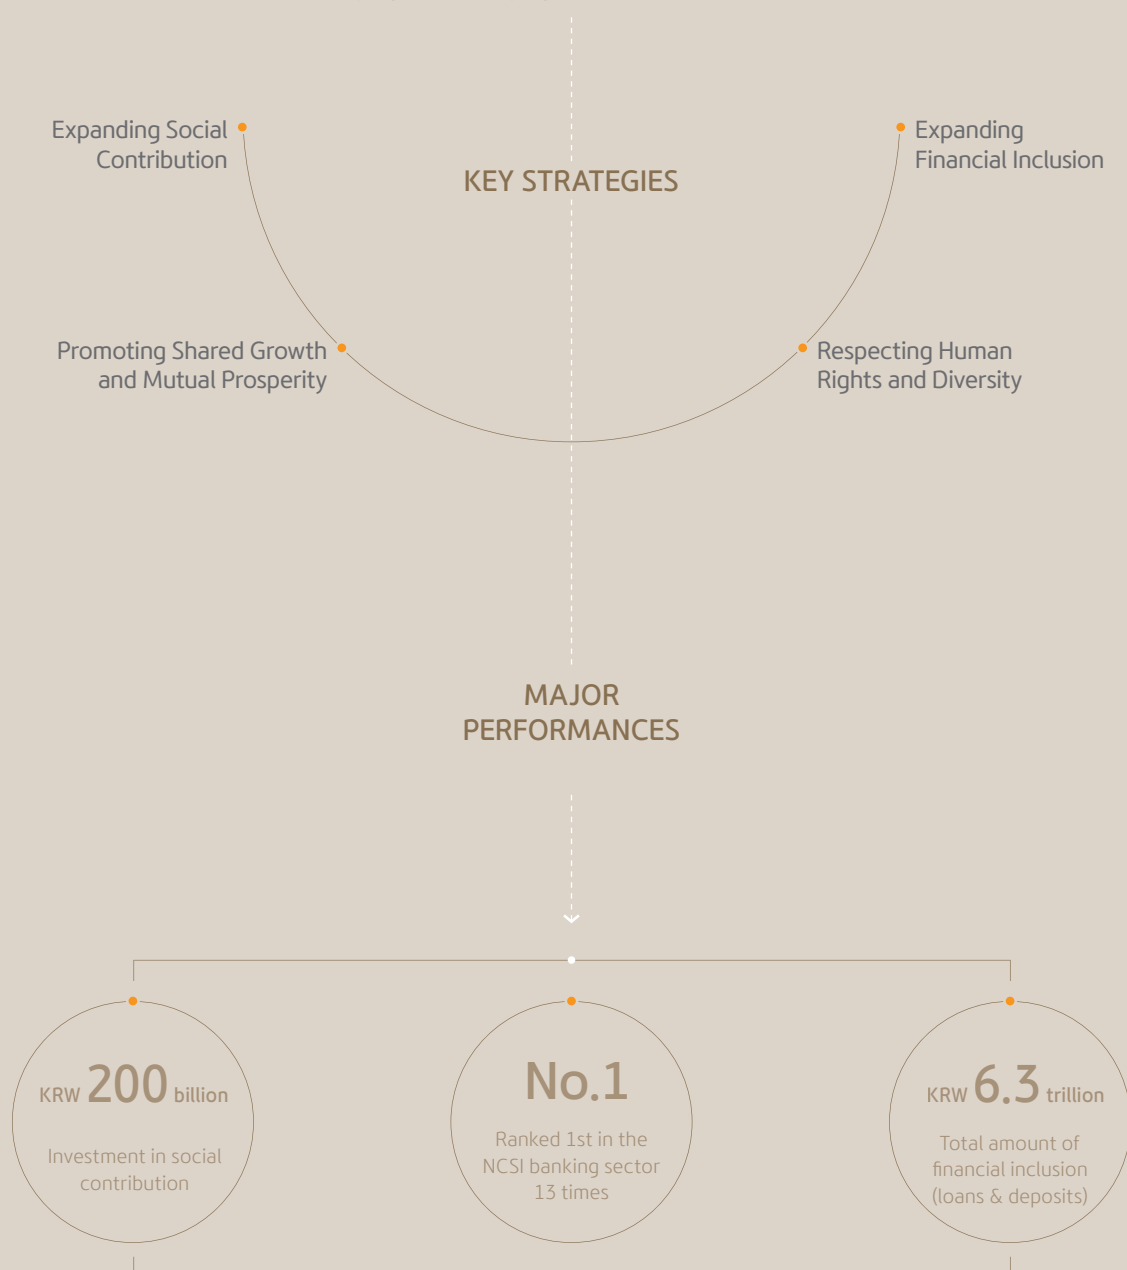 Expanding Social
Contribution
KEY STRATEGIES
Expanding
Financial Inclusion
Promoting Shared Growth
and Mutual Prosperity
Respecting Human
Rights and Diversity
MAJOR
PERFORMANCES
KRW 200 billion
Investment in social
contribution
No.1
Ranked 1st in the
NCSI banking sector
13 times
KRW 6.3 trillion
Total amount of
financial inclusion
(loans & deposits)